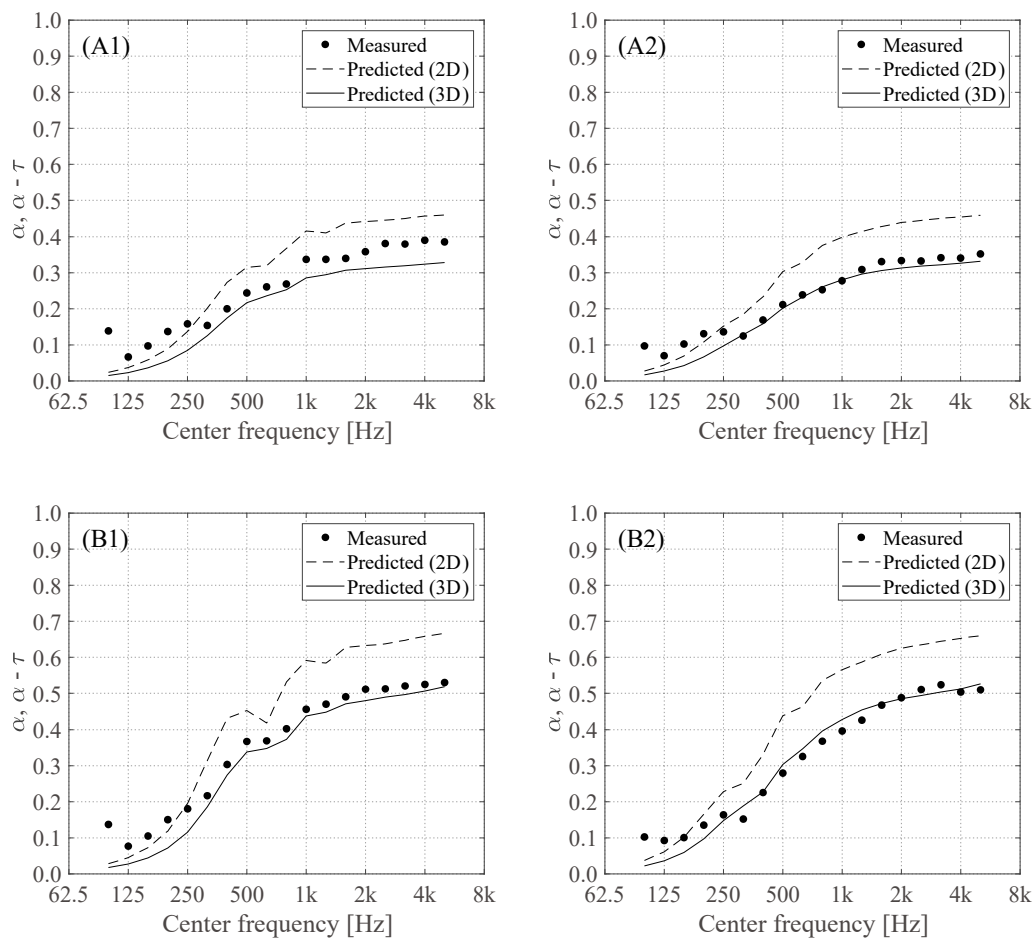 (A1)
Measured
Predicted (2D)
Predicted (3D)
1.0
0.9
0.8
0.7
0.6
0.5
0.4
0.3
0.2
0.1
0.0
α, α - τ
62.5 125 250 500 1k 2k 4k 8k
Center frequency [Hz]
(A2)
Measured
Predicted (2D)
Predicted (3D)
1.0
0.9
0.8
0.7
0.6
0.5
0.4
0.3
0.2
0.1
0.0
α, α - τ
62.5 125 250 500 1k 2k 4k 8k
Center frequency [Hz]
(B1)
Measured
Predicted (2D)
Predicted (3D)
1.0
0.9
0.8
0.7
0.6
0.5
0.4
0.3
0.2
0.1
0.0
α, α - τ
62.5 125 250 500 1k 2k 4k 8k
Center frequency [Hz]
(B2)
Measured
Predicted (2D)
Predicted (3D)
1.0
0.9
0.8
0.7
0.6
0.5
0.4
0.3
0.2
0.1
0.0
α, α - τ
62.5 125 250 500 1k 2k 4k 8k
Center frequency [Hz]